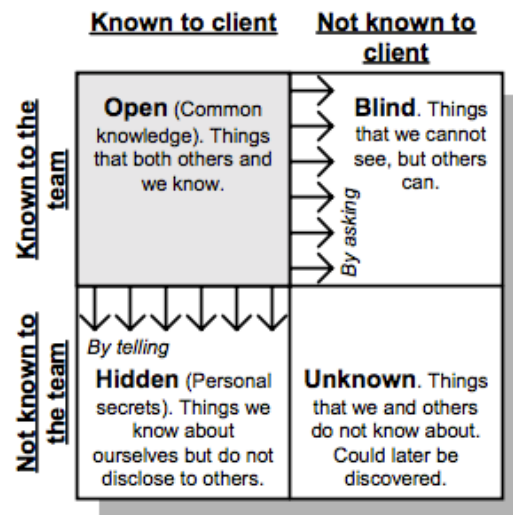 Known to client
Not known to
client
Known to the
team
Open (Common
knowledge). Things
that both others and
we know.
Blind. Things
that we cannot
see, but others
can.
By asking
Not known to
the team
By telling
Hidden (Personal
secrets). Things we
know about
ourselves but do not
disclose to others.
Unknown. Things
that we and others
do not know about.
Could later be
discovered.